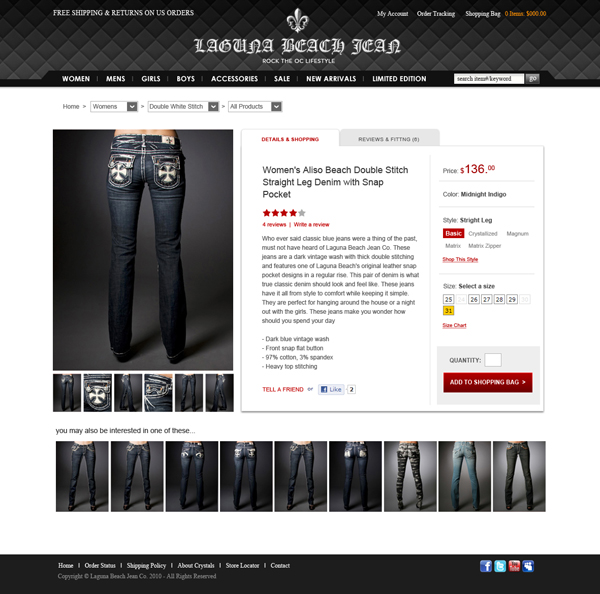 FREE SHIPPING & RETURNS ON US ORDERS
My Account Order Tracking Shopping Bag 0 Items $000.00
LAGUNA BEACH JEAN
ROCK THE OC LIFESTYLE
WOMEN | MENS | GIRLS | BOYS | ACCESSORIES | SALE | NEW ARRIVALS | LIMITED EDITION
search item#/keyword go
Home > Womens > Double White Stitch > All Products
DETAILS & SHOPPING
REVIEWS & FITTNG (6)
Women's Aliso Beach Double Stitch
Straight Leg Denim with Snap
Pocket
4 reviews | Write a review
Who ever said classic blue jeans were a thing of the past,
must not have heard of Laguna Beach Jean Co. These
jeans are a dark vintage wash with thick double stitching
and features one of Laguna Beach's original leather snap
pocket designs in a regular rise. This pair of denim is what
true classic denim should look and feel like. These jeans
have it all from style to comfort while keeping it simple.
They are perfect for hanging around the house or a night
out with the girls. These jeans make you wonder how
should you spend your day
- Dark blue vintage wash
- Front snap flat button
- 97% cotton, 3% spandex
- Heavy top stitching
TELL A FRIEND or Like 2
Price: $136.00
Color: Midnight Indigo
Style: Stright Leg
Basic Crystallized Magnum
Matrix Matrix Zipper
Shop This Style
Size: Select a size
25 26 27 28 29
31
Size Chart
QUANTITY:
ADD TO SHOPPING BAG >
you may also be interested in one of these...
Home | Order Status | Shipping Policy | About Crystals | Store Locator | Contact
Copyright © Laguna Beach Jean Co. 2010 - All Rights Reserved